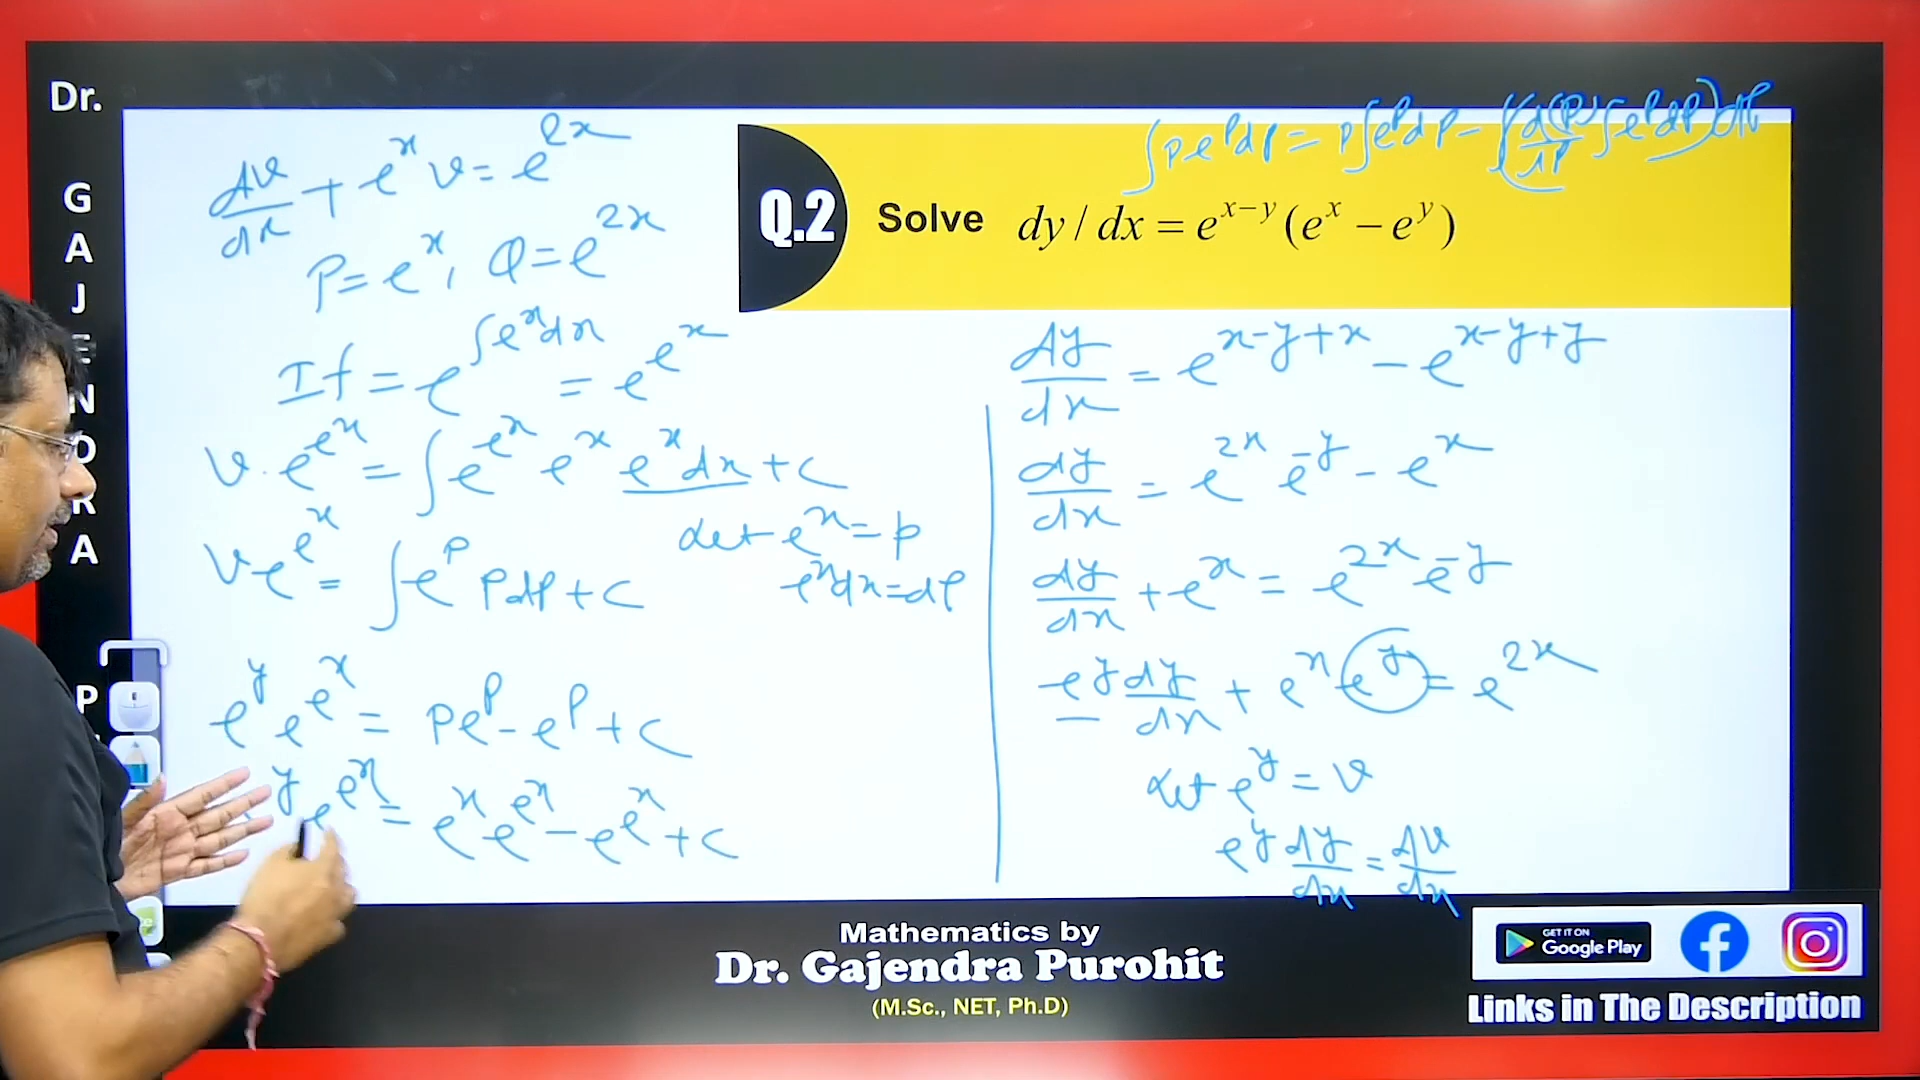 Dr.
G
A
J
E
N
D
R
A
P
Q.2 Solve dy / dx = e^{x−y} (e^x − e^y)
∫pe^p dp = p∫e^p dp − ∫(d(p)/dp ∫e^p dp) dp
dy/dx = e^{x-y+x} − e^{x-y+y}
dy/dx = e^{2x} e^{-y} − e^x
dy/dx + e^x = e^{2x} e^{-y}
e^y dy/dx + e^x e^y = e^{2x}
Let e^y = v
e^y dy/dx = dv/dx
dv/dx + e^x v = e^{2x}
P = e^x, Q = e^{2x}
If = e^{∫e^x dx} = e^{e^x}
v · e^{e^x} = ∫e^{e^x} e^x e^x dx + c
Let e^x = p
e^x dx = dp
v e^{e^x} = ∫e^p p dp + c
e^y e^{e^x} = pe^p − e^p + c
y e^{e^x} = e^x e^{e^x} − e^{e^x} + c
Mathematics by
Dr. Gajendra Purohit
(M.Sc., NET, Ph.D)
GET IT ON
Google Play
Links in The Description